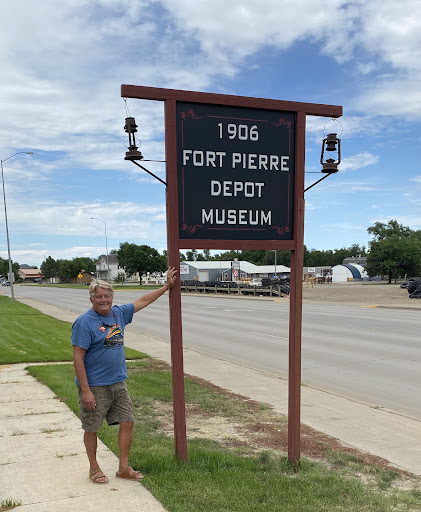 1906
FORT PIERRE
DEPOT
MUSEUM